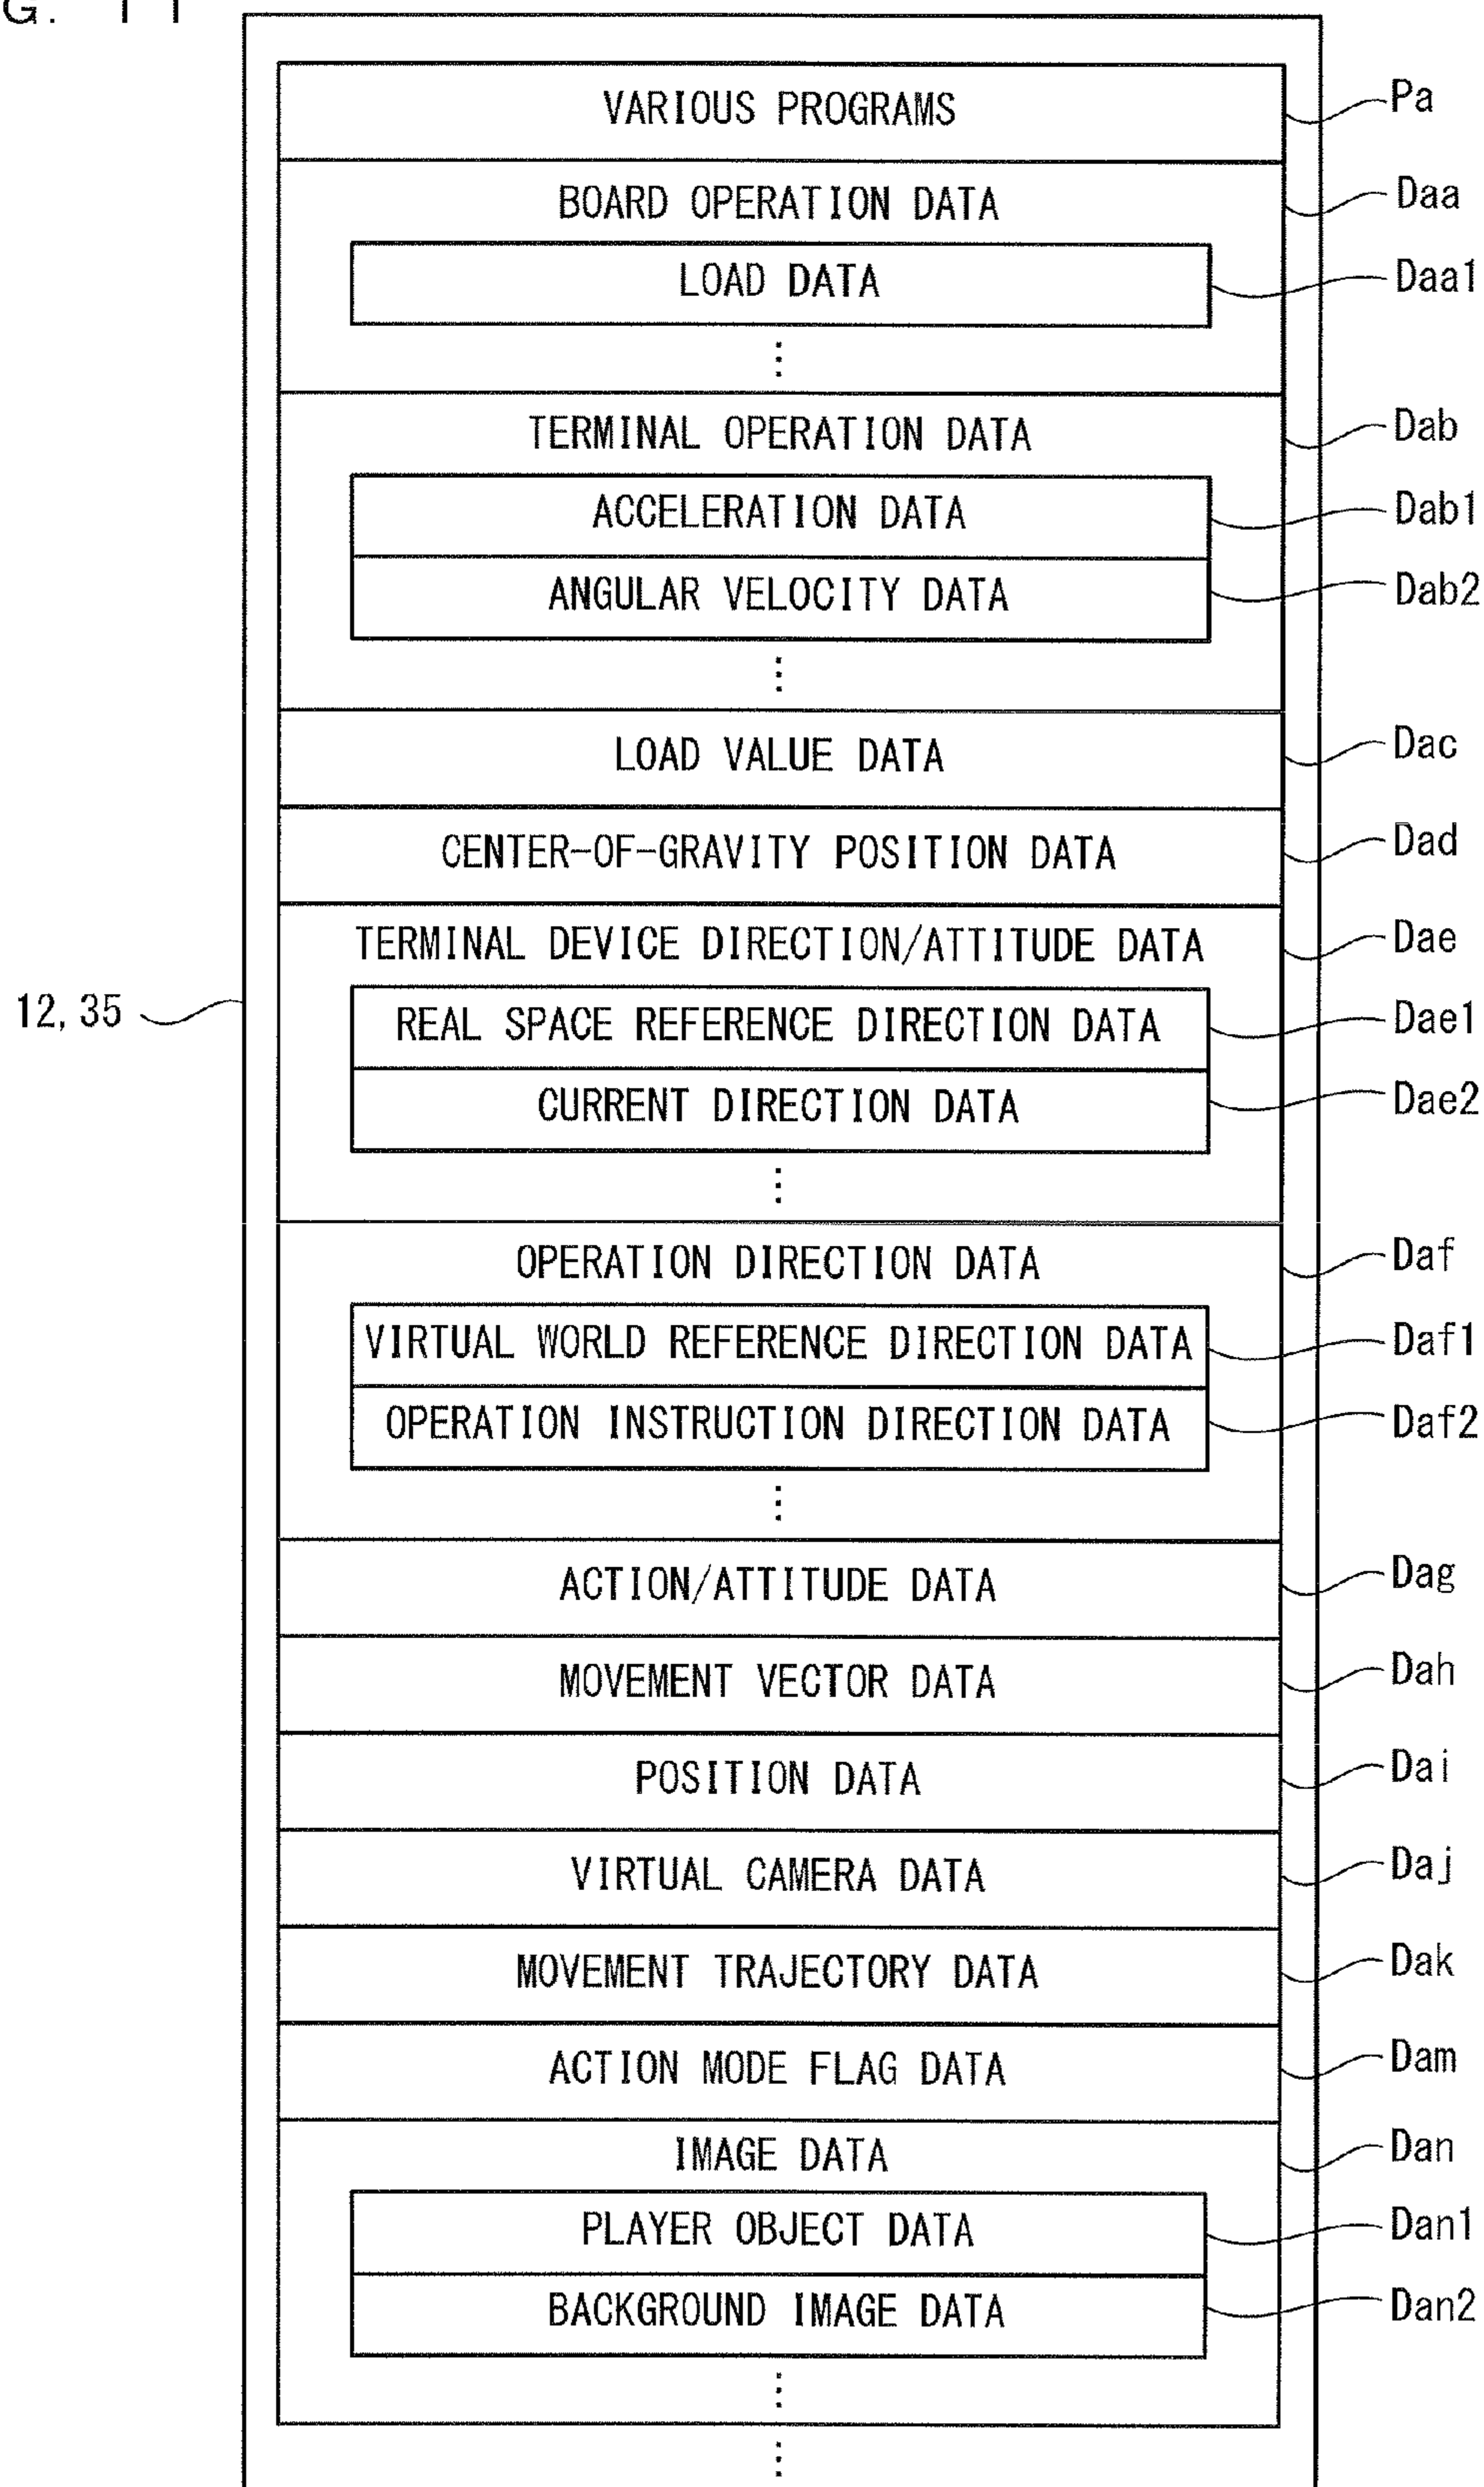 G. 11
VARIOUS PROGRAMS Pa
BOARD OPERATION DATA Daa
LOAD DATA Daa1
⋮
TERMINAL OPERATION DATA Dab
ACCELERATION DATA Dab1
ANGULAR VELOCITY DATA Dab2
⋮
LOAD VALUE DATA Dac
CENTER-OF-GRAVITY POSITION DATA Dad
TERMINAL DEVICE DIRECTION/ATTITUDE DATA Dae
12, 35 REAL SPACE REFERENCE DIRECTION DATA Dae1
CURRENT DIRECTION DATA Dae2
⋮
OPERATION DIRECTION DATA Daf
VIRTUAL WORLD REFERENCE DIRECTION DATA Daf1
OPERATION INSTRUCTION DIRECTION DATA Daf2
⋮
ACTION/ATTITUDE DATA Dag
MOVEMENT VECTOR DATA Dah
POSITION DATA Dai
VIRTUAL CAMERA DATA Daj
MOVEMENT TRAJECTORY DATA Dak
ACTION MODE FLAG DATA Dam
IMAGE DATA Dan
PLAYER OBJECT DATA Dan1
BACKGROUND IMAGE DATA Dan2
⋮
⋮